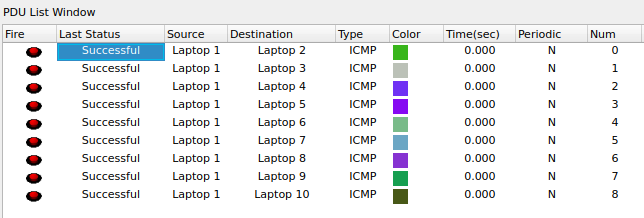 PDU List Window
Fire Last Status Source Destination Type Color Time(sec) Periodic Num
Successful Laptop 1 Laptop 2 ICMP 0.000 N 0
Successful Laptop 1 Laptop 3 ICMP 0.000 N 1
Successful Laptop 1 Laptop 4 ICMP 0.000 N 2
Successful Laptop 1 Laptop 5 ICMP 0.000 N 3
Successful Laptop 1 Laptop 6 ICMP 0.000 N 4
Successful Laptop 1 Laptop 7 ICMP 0.000 N 5
Successful Laptop 1 Laptop 8 ICMP 0.000 N 6
Successful Laptop 1 Laptop 9 ICMP 0.000 N 7
Successful Laptop 1 Laptop 10 ICMP 0.000 N 8